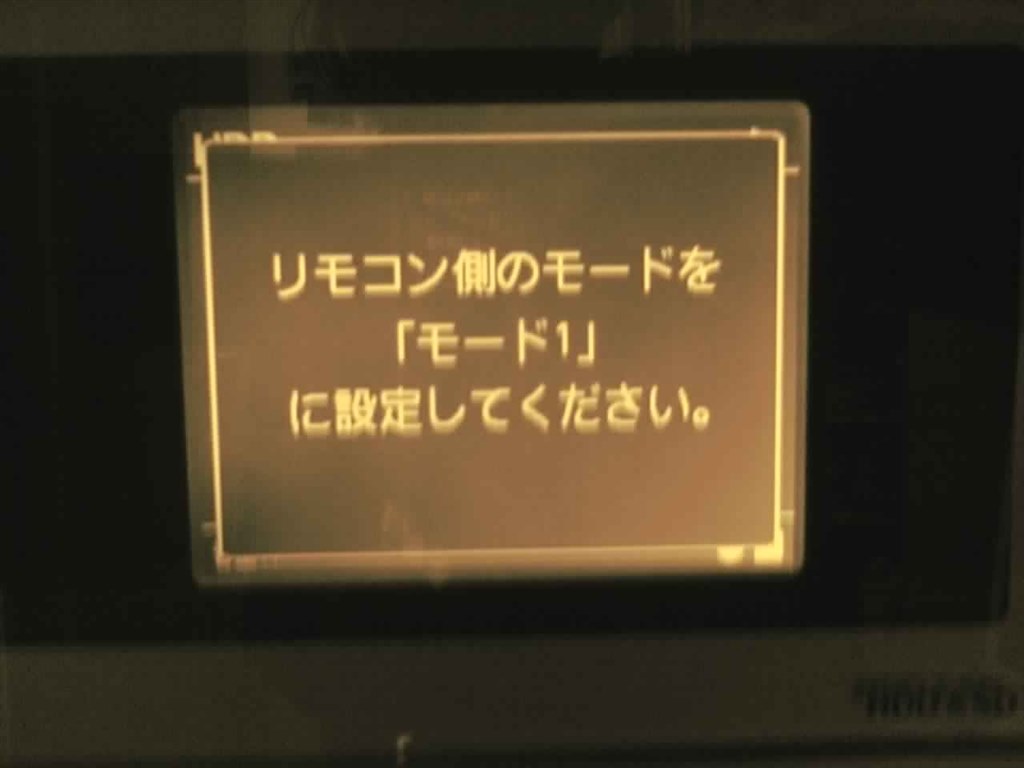 リモコン側のモードを
「モード1」
に設定してください。